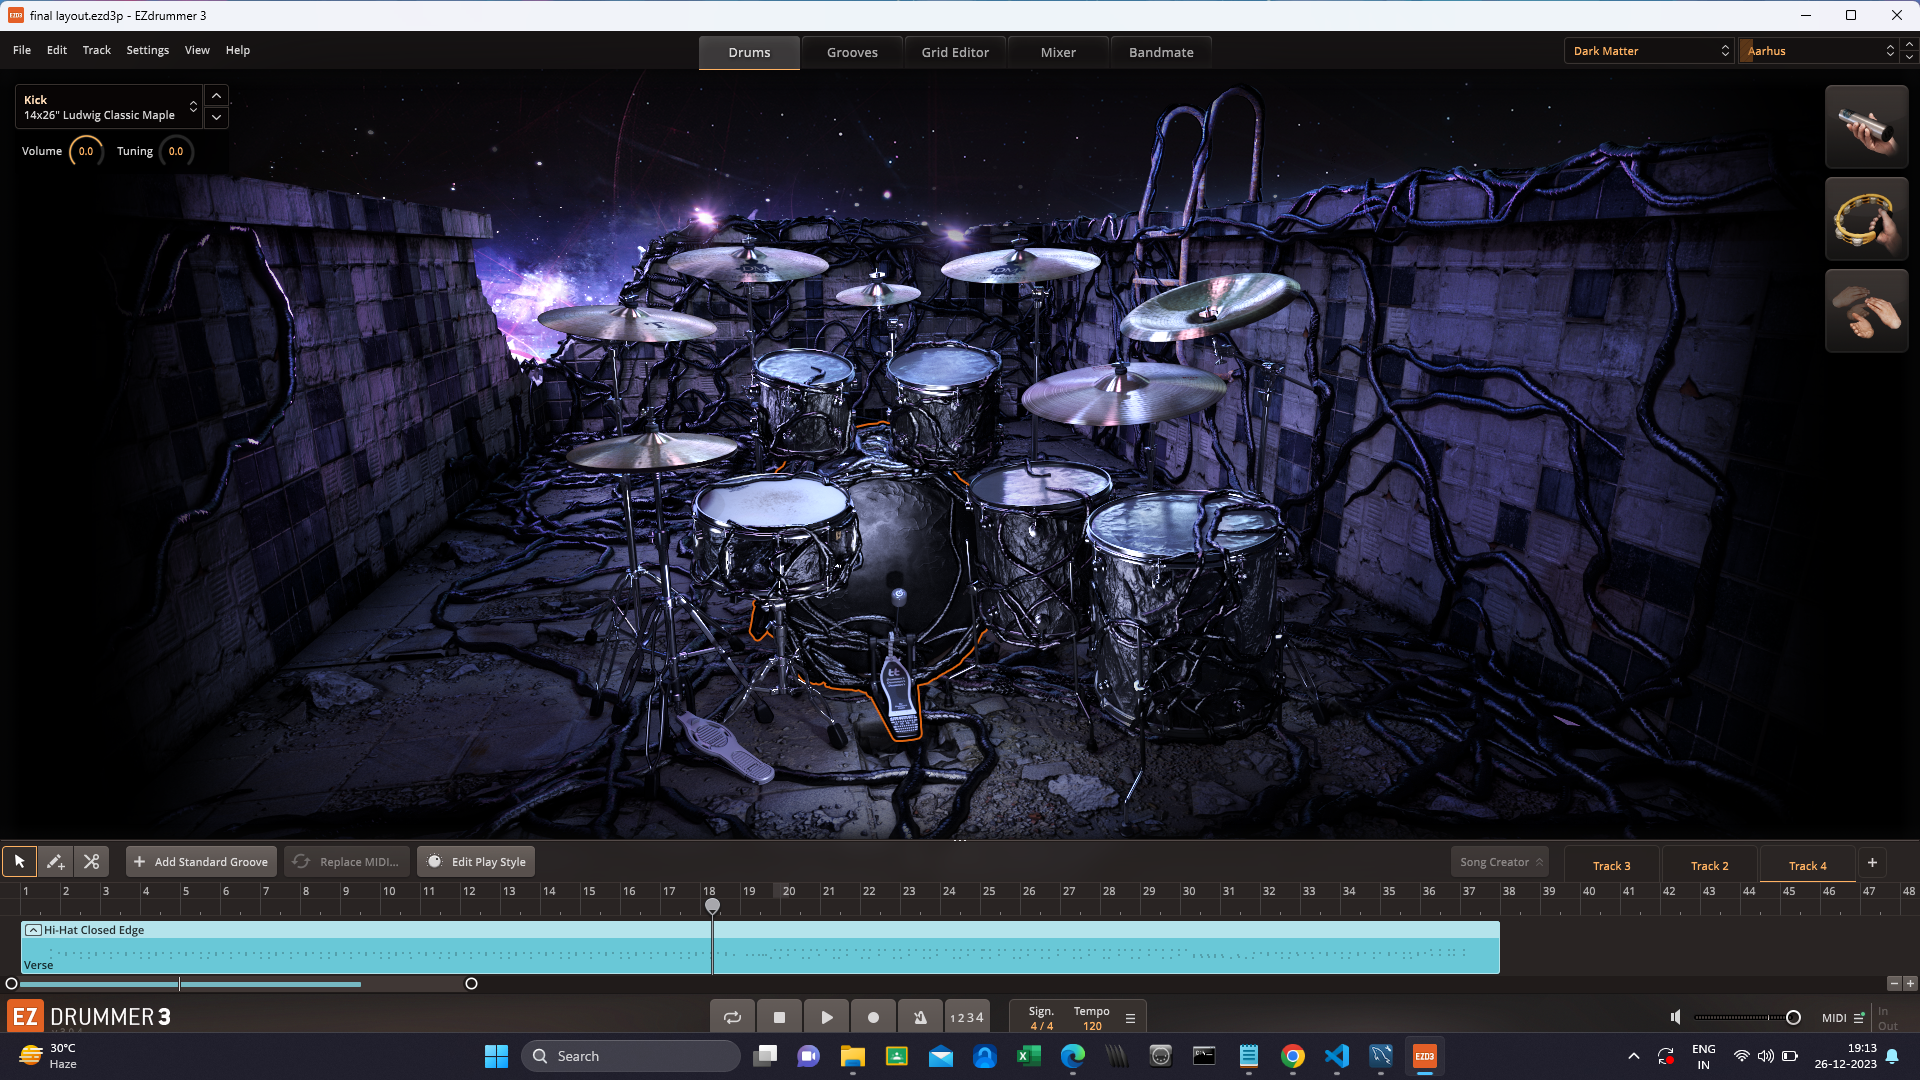 final layout.ezd3p - EZdrummer 3
File Edit Track Settings View Help
Drums Grooves Grid Editor Mixer Bandmate
Dark Matter Aarhus
Kick
14x26" Ludwig Classic Maple
Volume 0.0 Tuning 0.0
Add Standard Groove Replace MIDI... Edit Play Style Song Creator Track 3 Track 2 Track 4 +
1 2 3 4 5 6 7 8 9 10 11 12 13 14 15 16 17 18 19 20 21 22 23 24 25 26 27 28 29 30 31 32 33 34 35 36 37 38 39 40 41 42 43 44 45 46 47 48
Hi-Hat Closed Edge
Verse
EZ DRUMMER 3
1 2 3 4
Sign. Tempo
4 / 4 120
MIDI In
Out
30°C
Haze
Search
EZD3
ENG
IN
19:13
26-12-2023